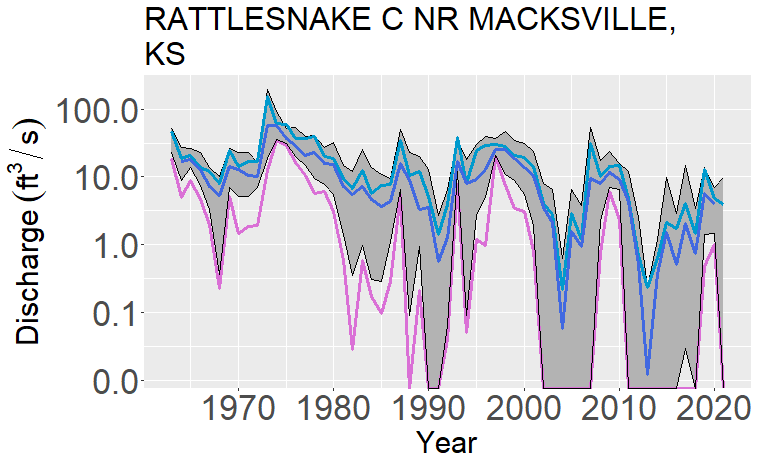 RATTLESNAKE C NR MACKSVILLE,
KS
Discharge (ft³/s)
100.0
10.0
1.0
0.1
0.0
1970 1980 1990 2000 2010 2020
Year